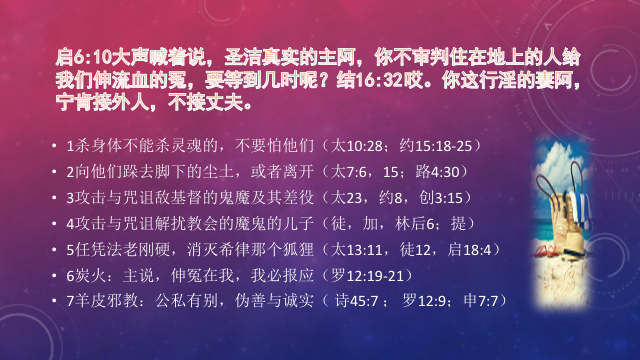 启6:10大声喊着说，圣洁真实的主阿，你不审判住在地上的人给
我们伸流血的冤，要等到几时呢？结16:32哎。你这行淫的妻阿，
宁肯接外人，不接丈夫。
• 1杀身体不能杀灵魂的，不要怕他们（太10:28；约15:18-25）
• 2向他们跺去脚下的尘土，或者离开（太7:6，15；路4:30）
• 3攻击与咒诅敌基督的鬼魔及其差役（太23，约8，创3:15）
• 4攻击与咒诅解扰教会的魔鬼的儿子（徒，加，林后6；提）
• 5任凭法老刚硬，消灭希律那个狐狸（太13:11，徒12，启18:4）
• 6炭火：主说，伸冤在我，我必报应（罗12:19-21）
• 7羊皮邪教：公私有别，伪善与诚实（ 诗45:7 ； 罗12:9；申7:7）